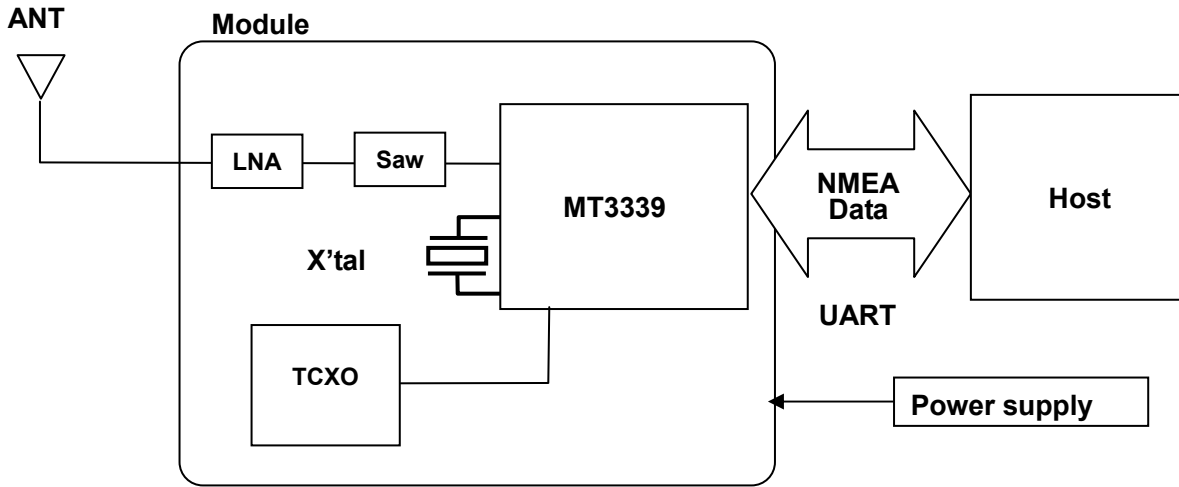 ANT
Module
LNA
Saw
MT3339
NMEA
Data
Host
X’tal
UART
TCXO
Power supply